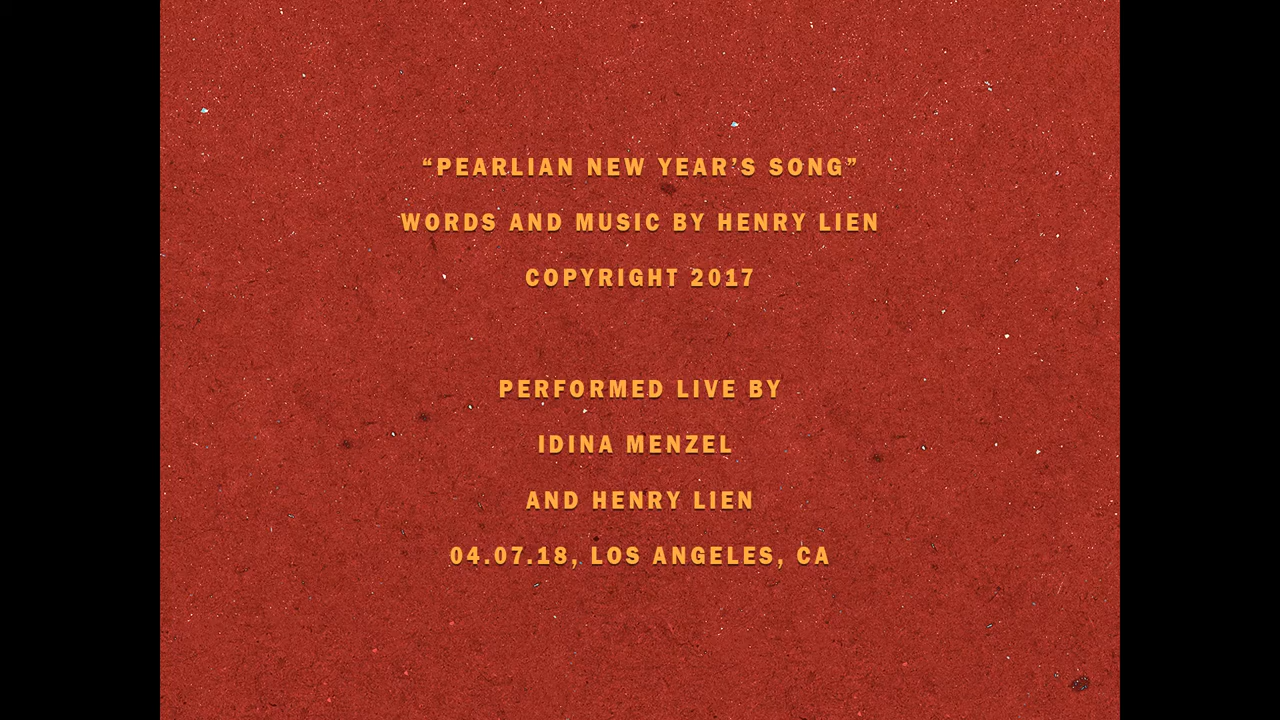 “PEARLIAN NEW YEAR’S SONG”
WORDS AND MUSIC BY HENRY LIEN
COPYRIGHT 2017
PERFORMED LIVE BY
IDINA MENZEL
AND HENRY LIEN
04.07.18, LOS ANGELES, CA